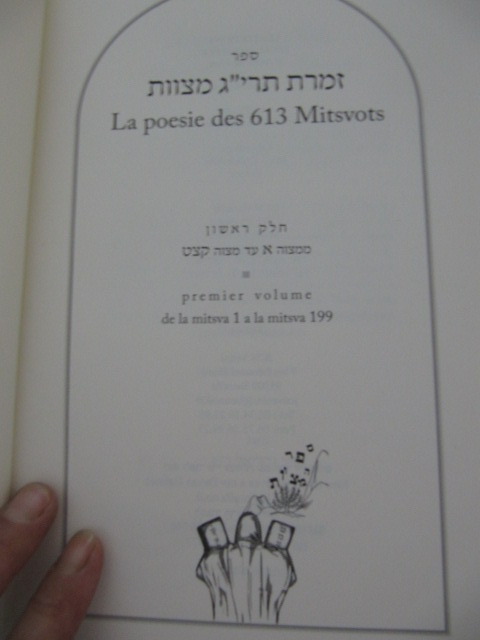 ספר
זמרת תרי"ג מצוות
La poesie des 613 Mitsvots
חלק ראשון
ממצוה א עד מצוה קצט
premier volume
de la mitsva 1 a la mitsva 199